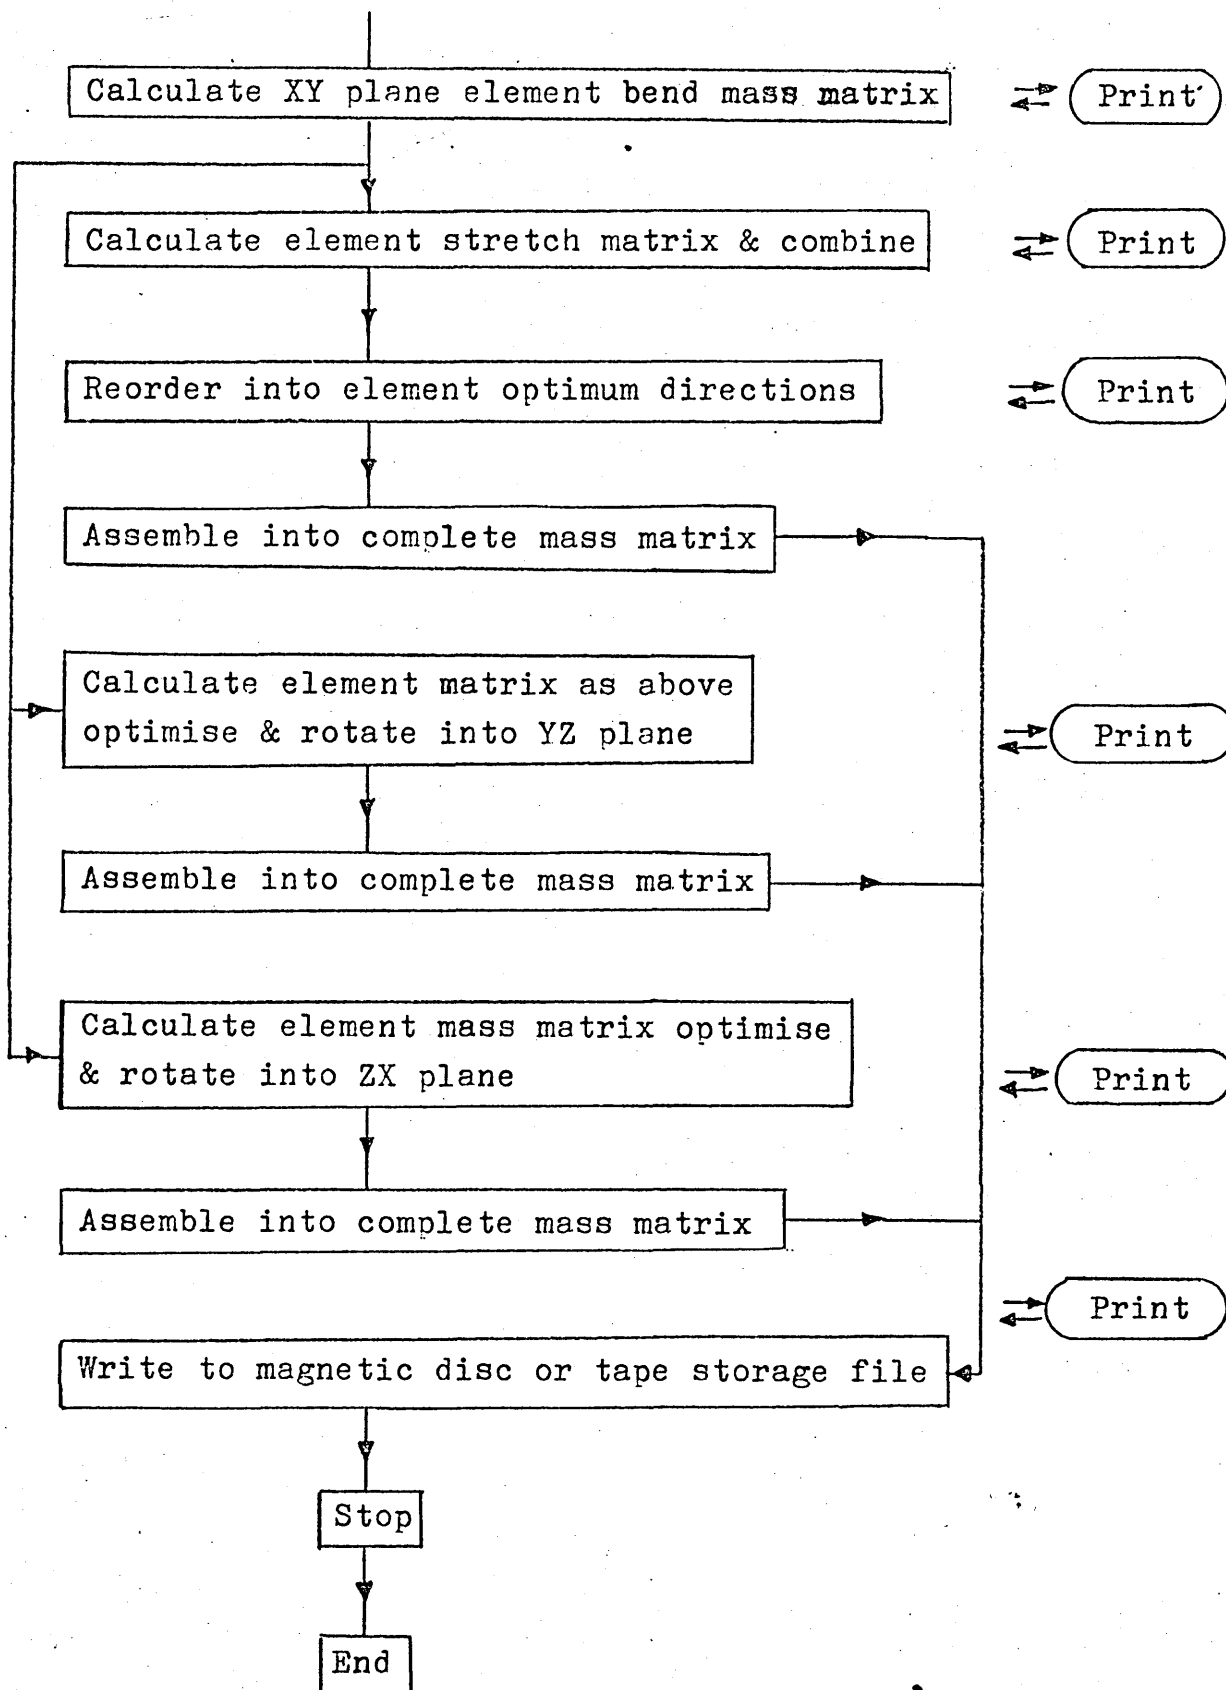 Calculate XY plane element bend mass matrix
Print
Calculate element stretch matrix & combine
Print
Reorder into element optimum directions
Print
Assemble into complete mass matrix
Calculate element matrix as above
optimise & rotate into YZ plane
Print
Assemble into complete mass matrix
Calculate element mass matrix optimise
& rotate into ZX plane
Print
Assemble into complete mass matrix
Print
Write to magnetic disc or tape storage file
Stop
End